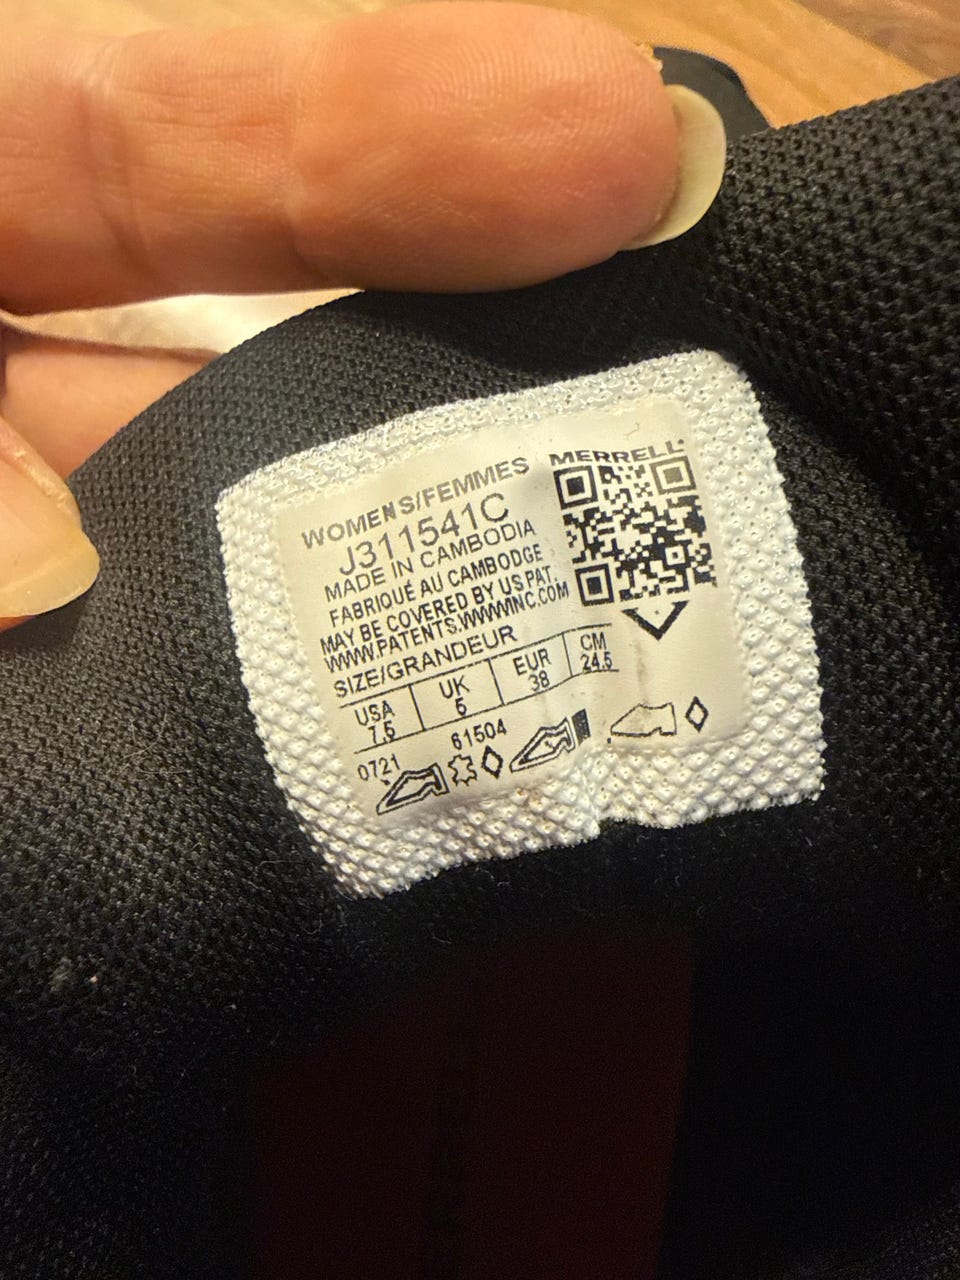 MERRELL
WOMENS/FEMMES
J311541C
MADE IN CAMBODIA
FABRIQUÉ AU CAMBODGE
MAY BE COVERED BY US PAT.
WWW.PATENTS.WWWINC.COM
SIZE/GRANDEUR
USA UK EUR CM
7.5 5 38 24.5
0721 61504